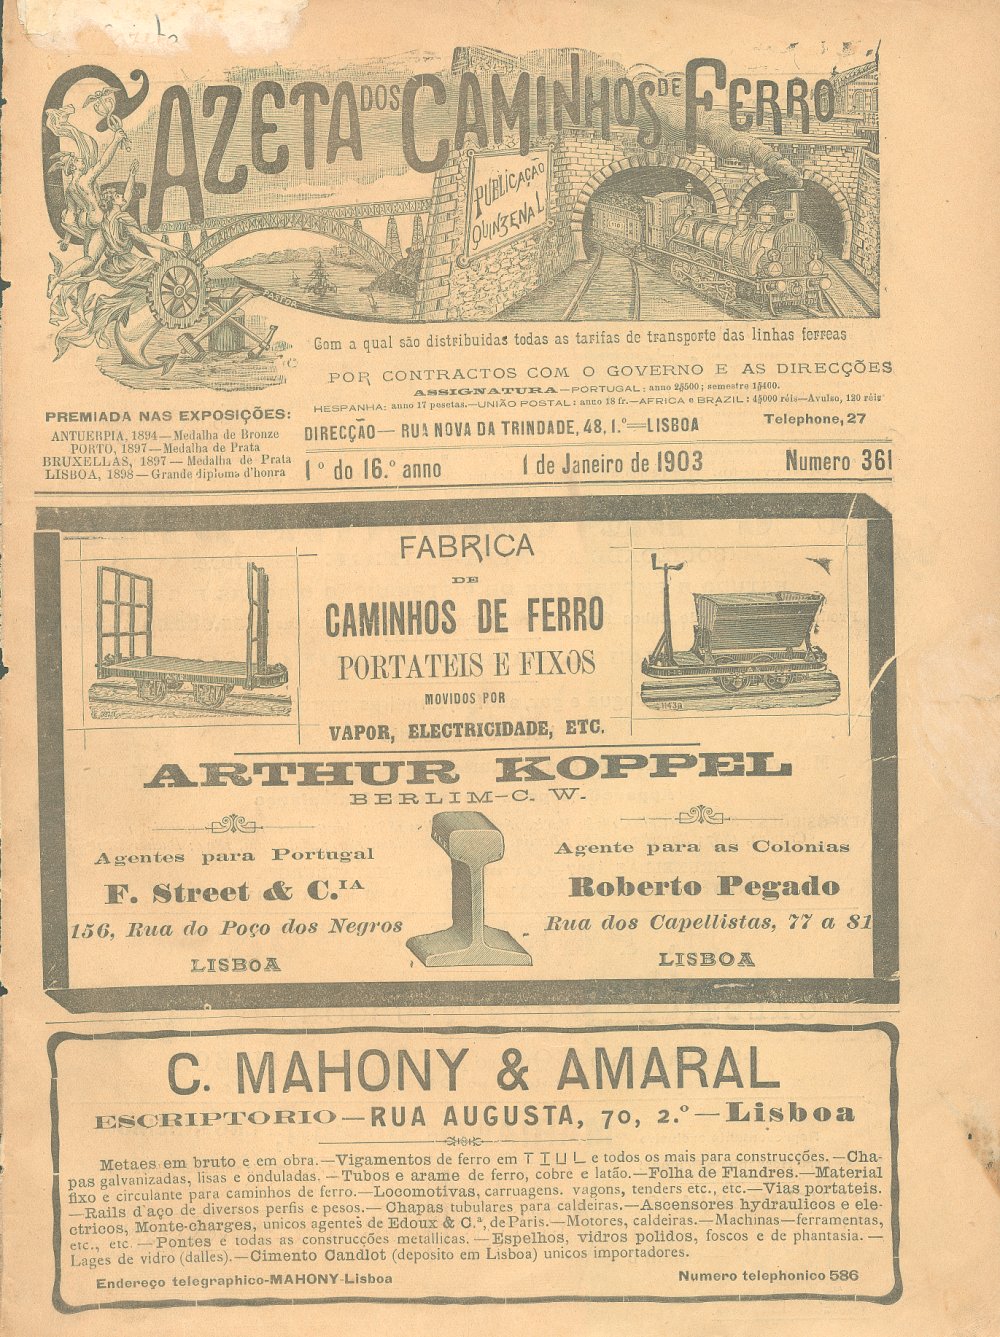 GAZETA DOS CAMINHOS DE FERRO
PUBLICAÇÃO
QUINZENAL
PASTOR
Com a qual são distribuidas todas as tarifas de transporte das linhas ferreas
POR CONTRACTOS COM O GOVERNO E AS DIRECÇÕES
ASSIGNATURA—PORTUGAL: anno 2$500; semestre 1$400.
HESPANHA: anno 17 pesetas.—UNIÃO POSTAL: anno 18 fr.—AFRICA e BRAZIL: 4$000 réis—Avulso, 120 réis
PREMIADA NAS EXPOSIÇÕES:
ANTUERPIA, 1894—Medalha de Bronze
PORTO, 1897—Medalha de Prata
BRUXELLAS, 1897—Medalha de Prata
LISBOA, 1898—Grande diploma d'honra
DIRECÇÃO—RUA NOVA DA TRINDADE, 48, 1.º—LISBOA
Telephone, 27
1.º do 16.º anno
1 de Janeiro de 1903
Numero 361
FABRICA
DE
CAMINHOS DE FERRO
PORTATEIS E FIXOS
MOVIDOS POR
VAPOR, ELECTRICIDADE, ETC.
ARTHUR KOPPEL
BERLIM—C. W.
Agentes para Portugal
F. Street & C.IA
156, Rua do Poço dos Negros
LISBOA
Agente para as Colonias
Roberto Pegado
Rua dos Capellistas, 77 a 81
LISBOA
C. MAHONY & AMARAL
ESCRIPTORIO—RUA AUGUSTA, 70, 2.º—Lisboa
Metaes em bruto e em obra.—Vigamentos de ferro em T I U L e todos os mais para construcções.—Cha-
pas galvanizadas, lisas e onduladas.—Tubos e arame de ferro, cobre e latão.—Folha de Flandres.—Material
fixo e circulante para caminhos de ferro.—Locomotivas, carruagens. vagons, tenders etc., etc.—Vias portateis.
—Rails d'aço de diversos perfis e pesos.—Chapas tubulares para caldeiras.—Ascensores hydraulicos e ele-
ctricos, Monte-charges, unicos agentes de Edoux & C.ª, de Paris.—Motores, caldeiras.—Machinas—ferramentas,
etc., etc.—Pontes e todas as construcções metallicas.—Espelhos, vidros polidos, foscos e de phantasia.—
Lages de vidro (dalles).—Cimento Candlot (deposito em Lisboa) unicos importadores.
Endereço telegraphico-MAHONY-Lisboa
Numero telephonico 586